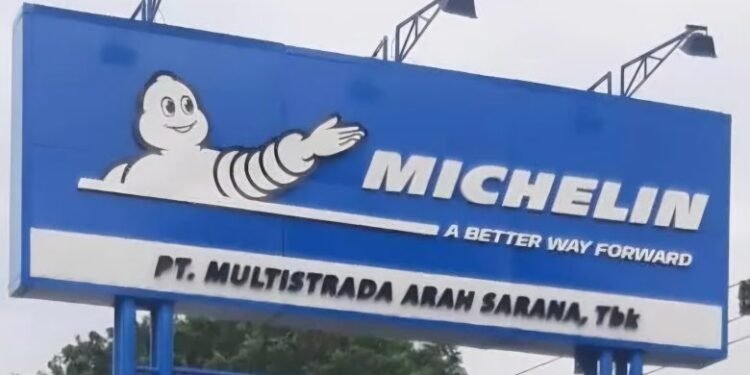 MICHELIN
A BETTER WAY FORWARD
PT. MULTISTRADA ARAH SARANA, Tbk